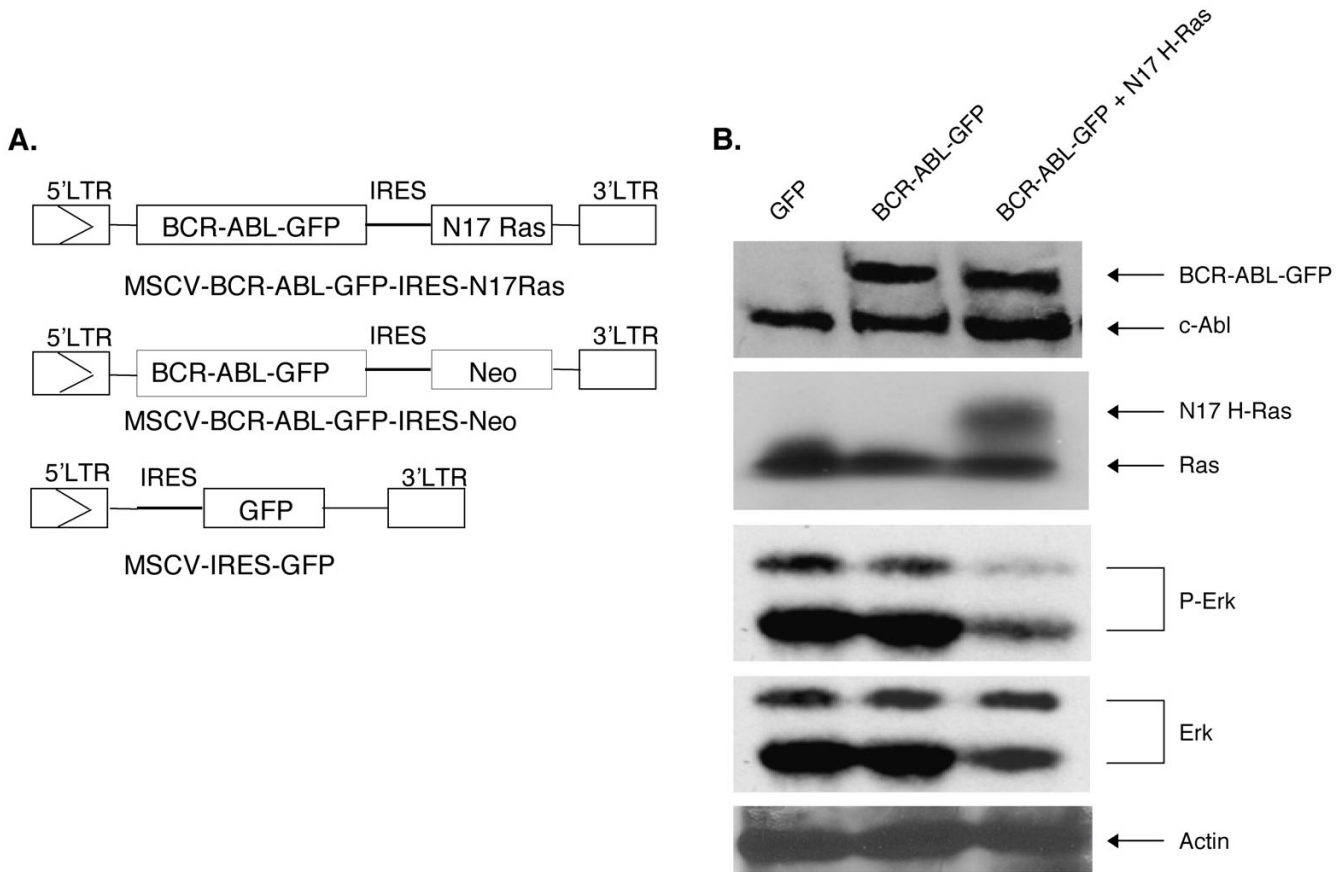 A.
5'LTR IRES 3'LTR
BCR-ABL-GFP N17 Ras
MSCV-BCR-ABL-GFP-IRES-N17Ras
5'LTR IRES 3'LTR
BCR-ABL-GFP Neo
MSCV-BCR-ABL-GFP-IRES-Neo
5'LTR IRES 3'LTR
GFP
MSCV-IRES-GFP
B.
GFP
BCR-ABL-GFP
BCR-ABL-GFP + N17 H-Ras
BCR-ABL-GFP
c-Abl
N17 H-Ras
Ras
P-Erk
Erk
Actin